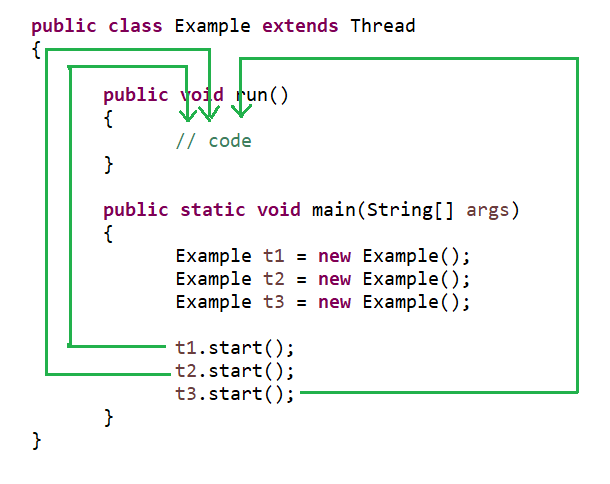 public class Example extends Thread
{
public void run()
{
// code
}
public static void main(String[] args)
{
Example t1 = new Example();
Example t2 = new Example();
Example t3 = new Example();
t1.start();
t2.start();
t3.start();
}
}